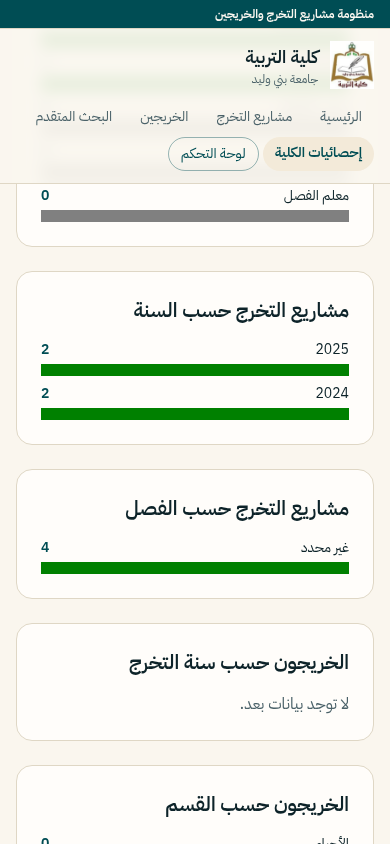 منظومة مشاريع التخرج والخريجين
كلية التربية
جامعة بني وليد
الرئيسية
مشاريع التخرج
الخريجين
البحث المتقدم
إحصائيات الكلية
لوحة التحكم
معلم الفصل 0
مشاريع التخرج حسب السنة
2025 2
2024 2
مشاريع التخرج حسب الفصل
غير محدد 4
الخريجون حسب سنة التخرج
لا توجد بيانات بعد.
الخريجون حسب القسم
الأحياء 0